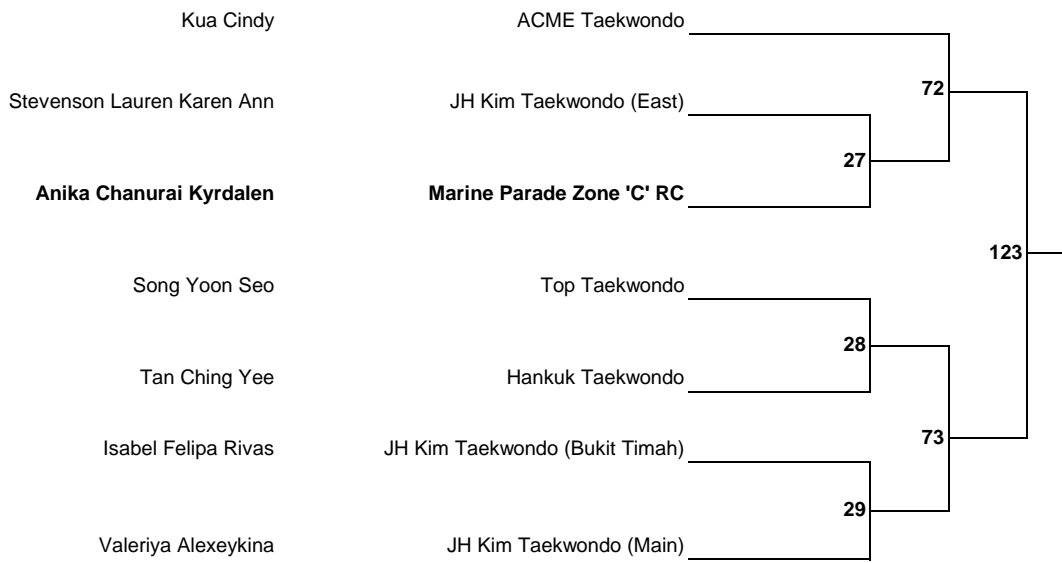 Kua Cindy ACME Taekwondo
72
Stevenson Lauren Karen Ann JH Kim Taekwondo (East)
27
Anika Chanurai Kyrdalen Marine Parade Zone 'C' RC
123
Song Yoon Seo Top Taekwondo
28
Tan Ching Yee Hankuk Taekwondo
73
Isabel Felipa Rivas JH Kim Taekwondo (Bukit Timah)
29
Valeriya Alexeykina JH Kim Taekwondo (Main)